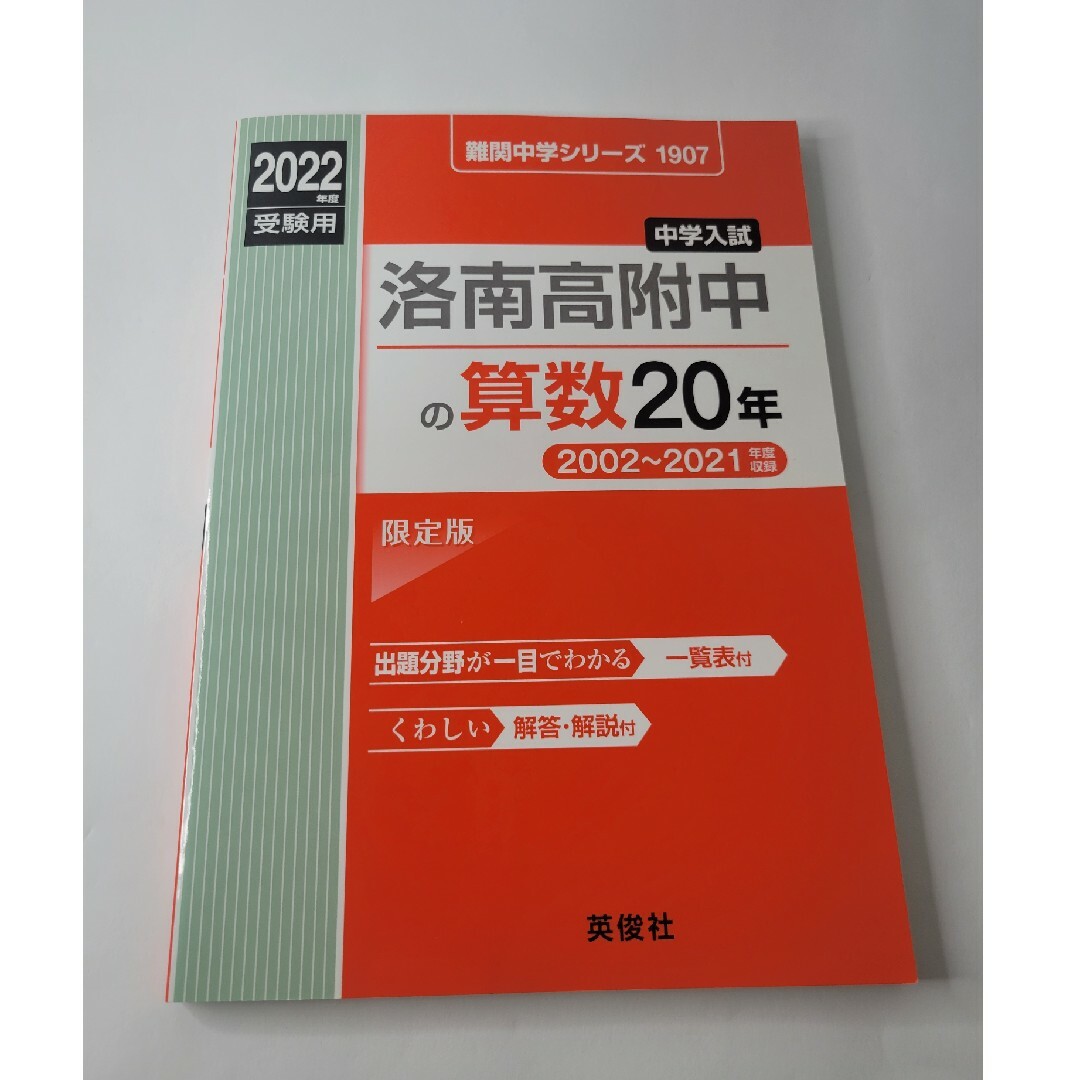 難関中学シリーズ 1907
2022年度
受験用
中学入試
洛南高附中
の算数20年
2002~2021年度収録
限定版
出題分野が一目でわかる 一覧表付
くわしい 解答・解説付
英俊社